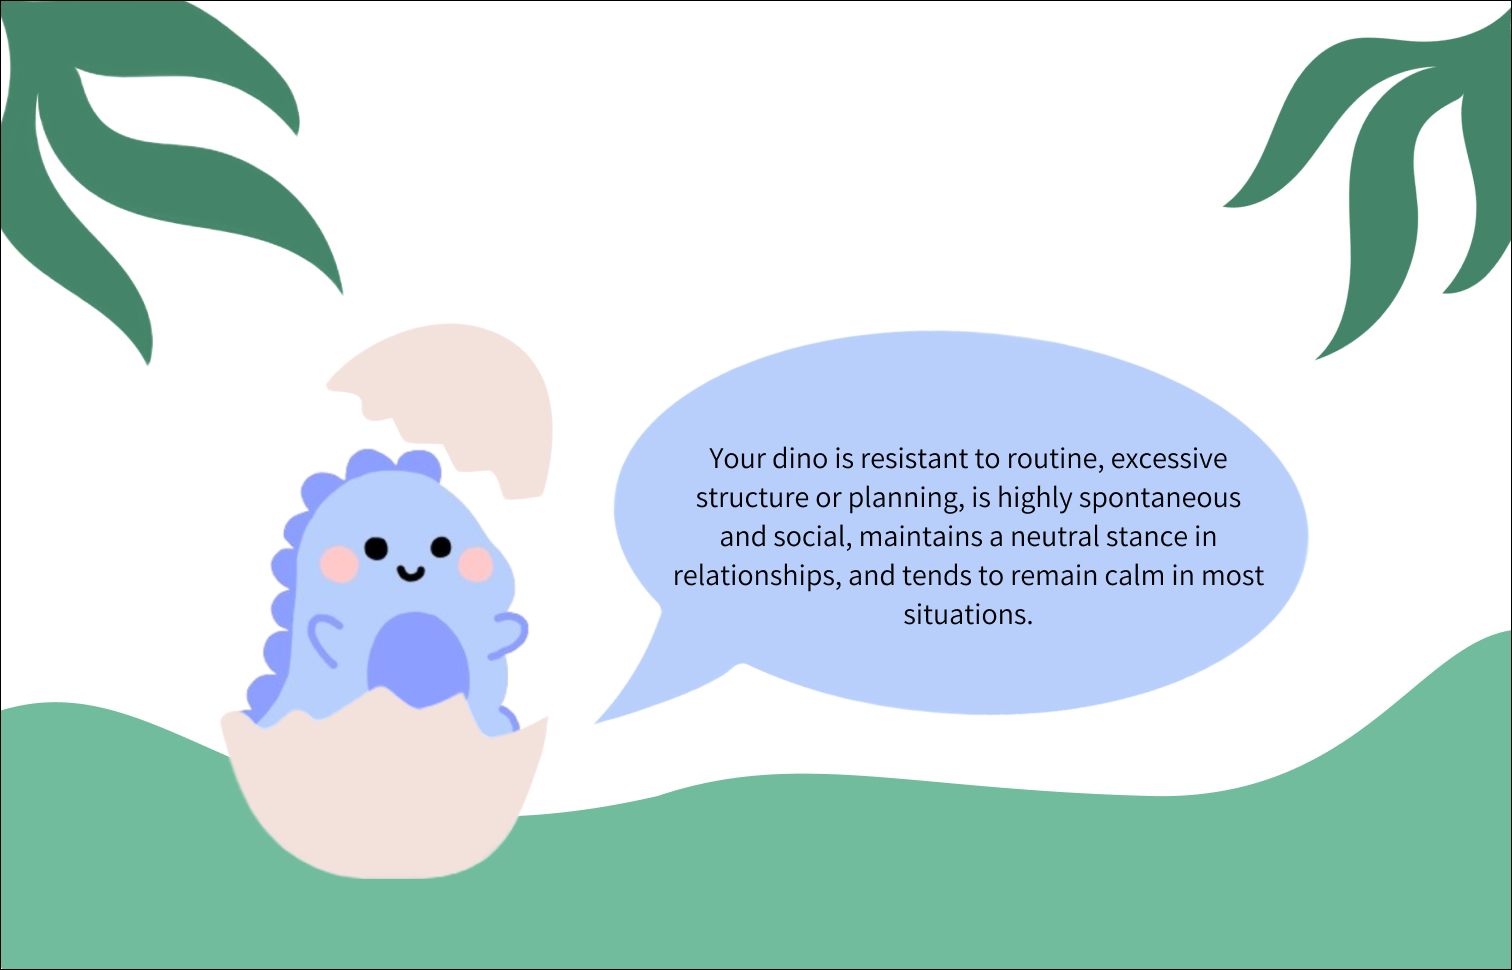 Your dino is resistant to routine, excessive
structure or planning, is highly spontaneous
and social, maintains a neutral stance in
relationships, and tends to remain calm in most
situations.